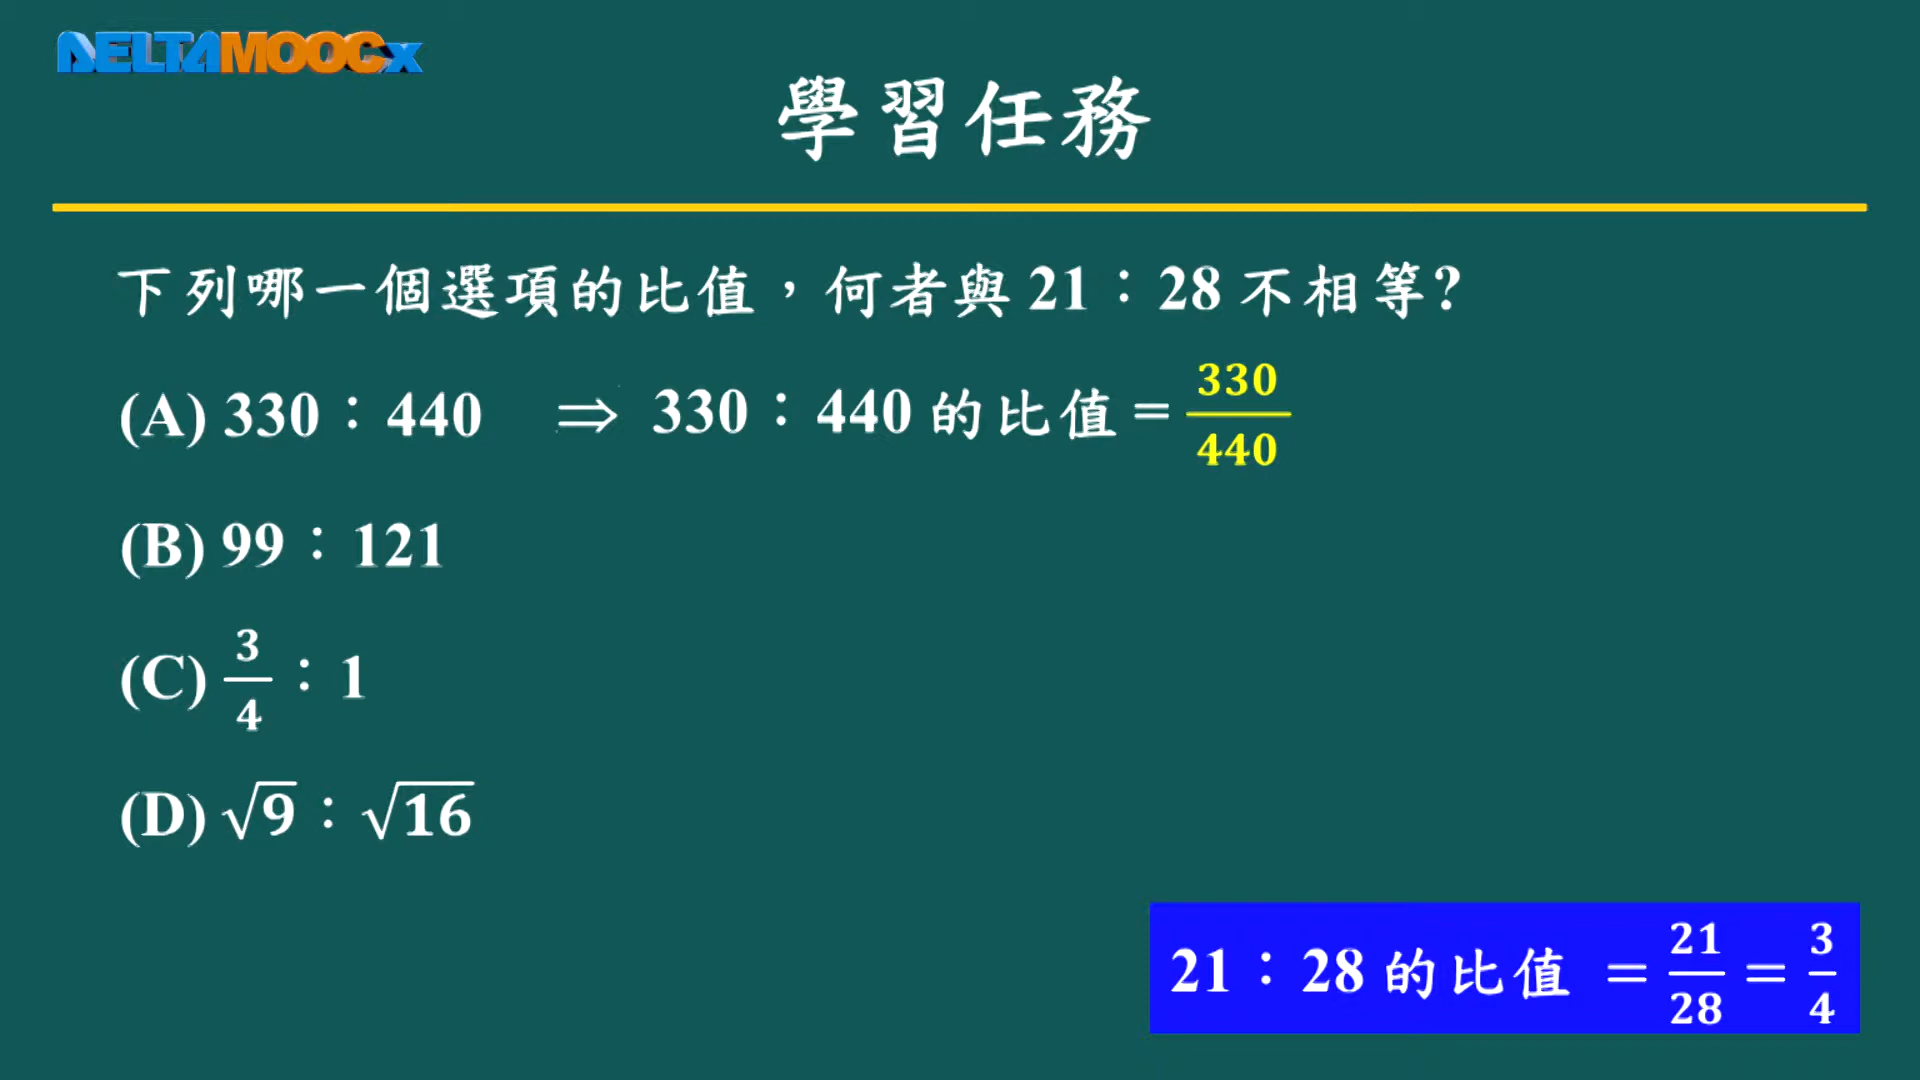 DELTAMOOCx
學習任務
下列哪一個選項的比值，何者與 21：28 不相等?
(A) 330：440 ⇒ 330：440 的比值 = 330/440
(B) 99：121
(C) 3/4：1
(D) √9：√16
21：28 的比值 = 21/28 = 3/4